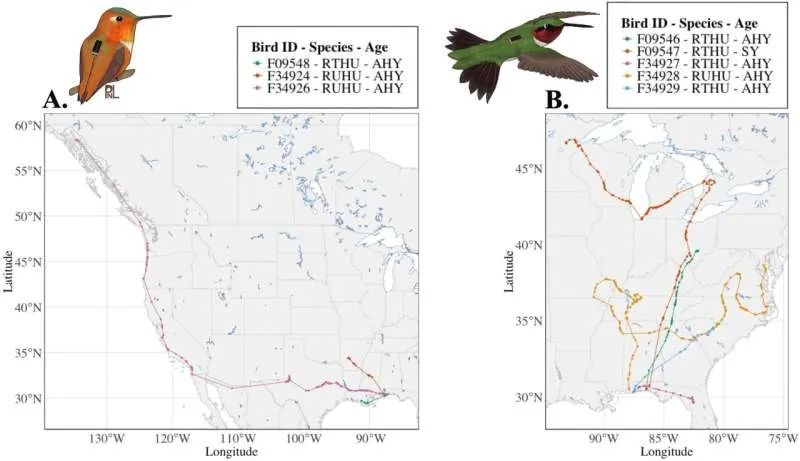 Bird ID - Species - Age
F09548 - RTHU - AHY
F34924 - RUHU - AHY
F34926 - RUHU - AHY
A.
60°N
55°N
50°N
45°N
40°N
35°N
30°N
Latitude
130°W 120°W 110°W 100°W 90°W
Longitude
Bird ID - Species - Age
F09546 - RTHU - AHY
F09547 - RTHU - SY
F34927 - RTHU - AHY
F34928 - RUHU - AHY
F34929 - RTHU - AHY
B.
45°N
40°N
35°N
30°N
Latitude
90°W 85°W 80°W 75°W
Longitude